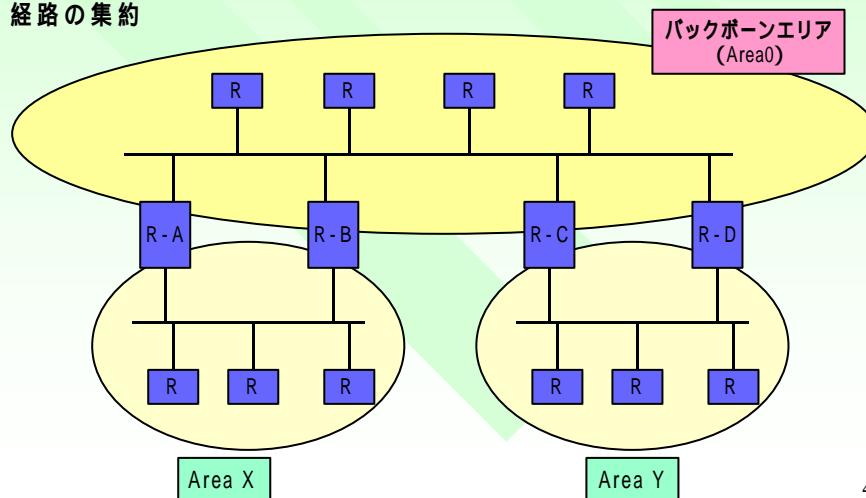 経路の集約
バックボーンエリア
(Area0)
R R R R
R-A R-B R-C R-D
R R R R R R
Area X Area Y